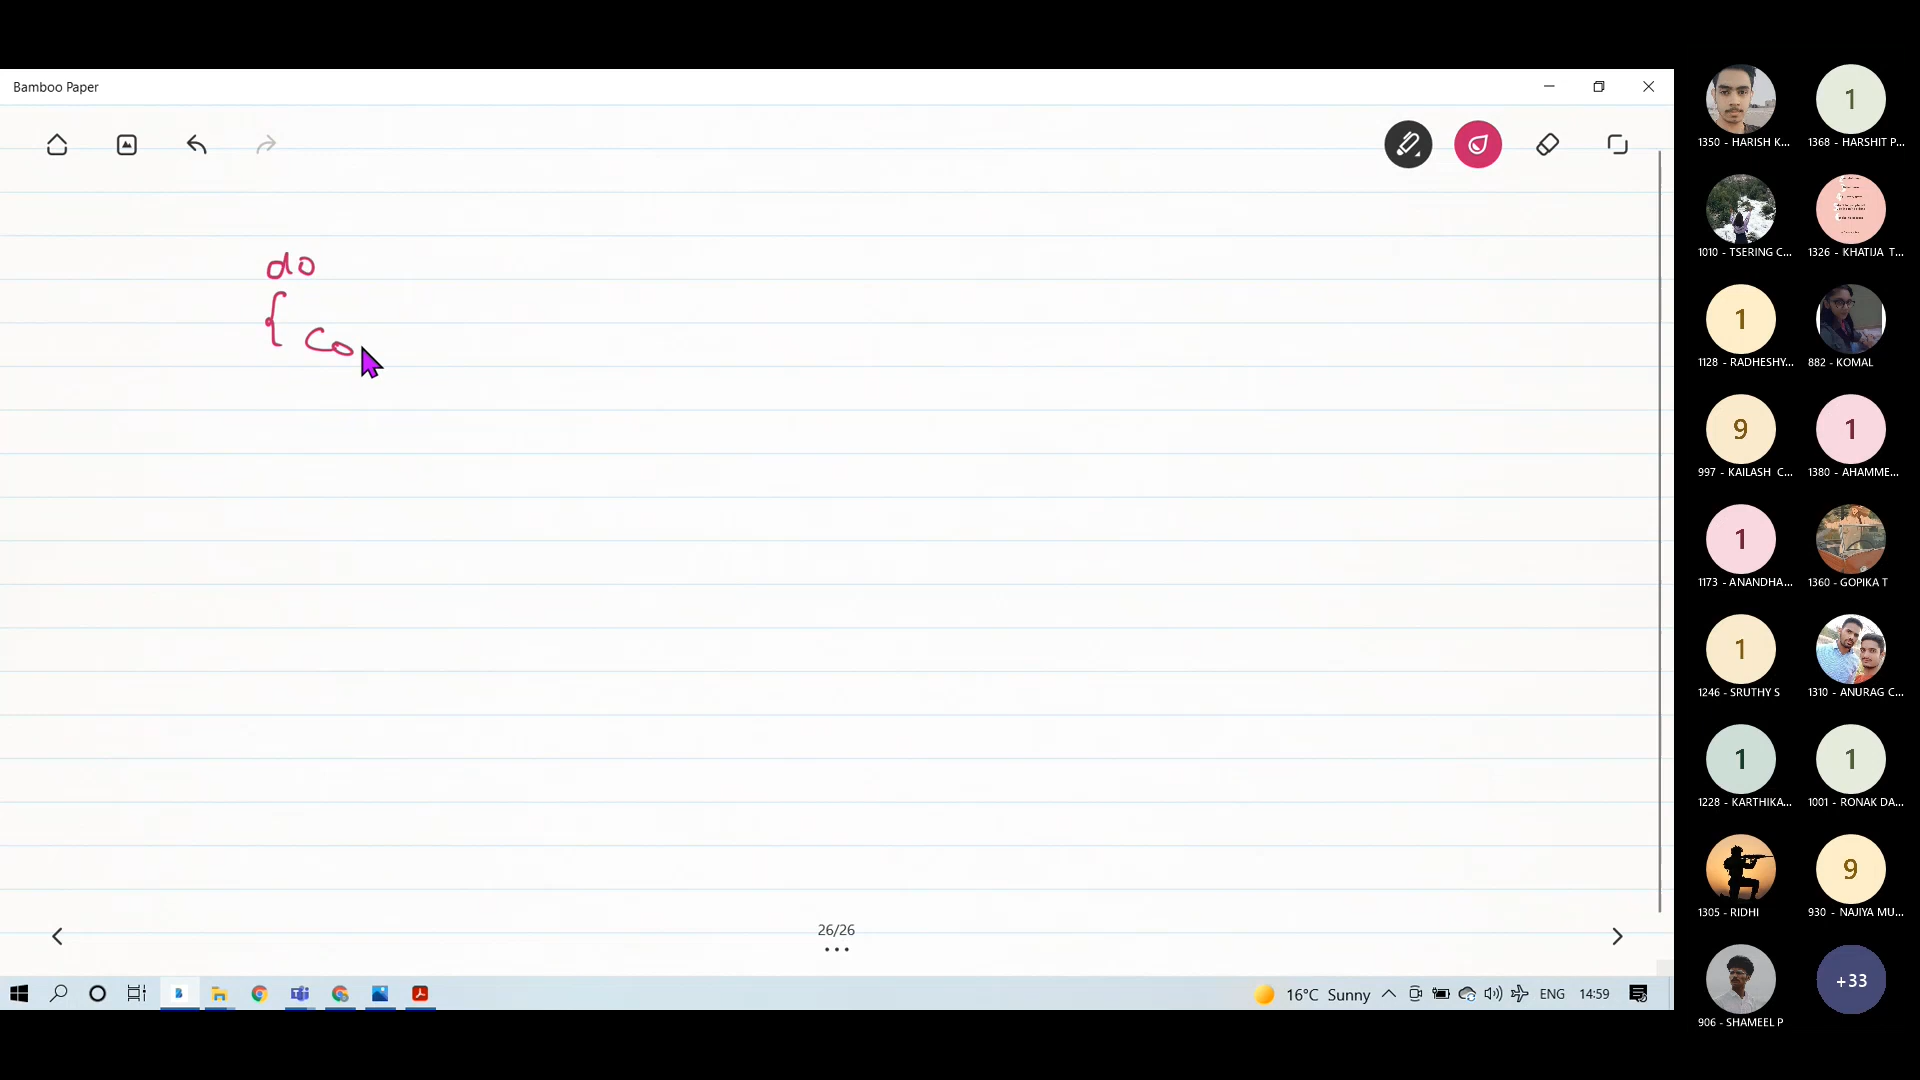 Bamboo Paper
do
{
Co
26/26
1350 - HARISH K...
1
1368 - HARSHIT P...
1010 - TSERING C...
1326 - KHATIJA T...
1
1128 - RADHESHY...
882 - KOMAL
9
997 - KAILASH C...
1
1380 - AHAMME...
1
1173 - ANANDHA...
1360 - GOPIKA T
1
1246 - SRUTHY S
1310 - ANURAG C...
1
1228 - KARTHIKA...
1
1001 - RONAK DA...
1305 - RIDHI
9
930 - NAJIYA MU...
906 - SHAMEEL P
+33
16°C Sunny
ENG
14:59